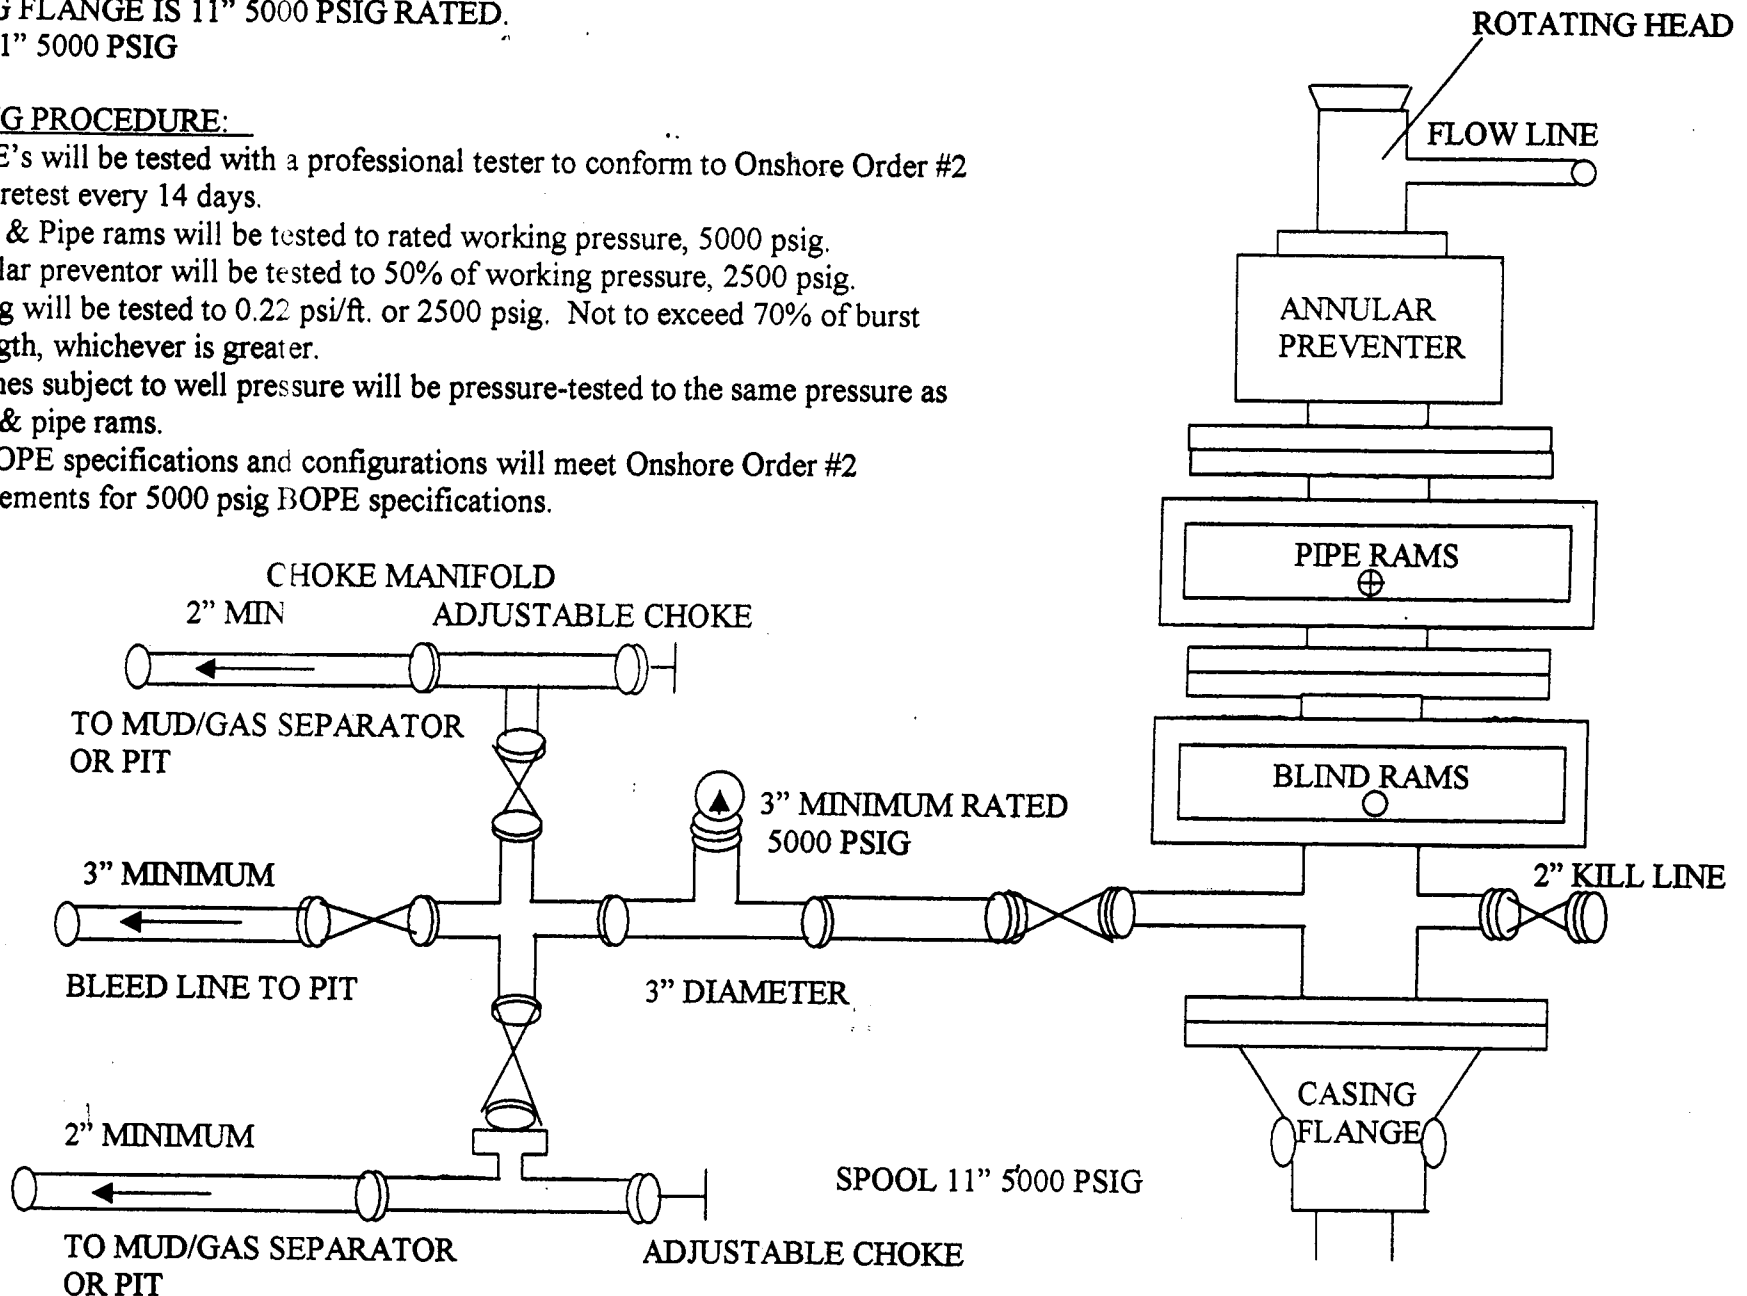 G FLANGE IS 11” 5000 PSIG RATED.
1” 5000 PSIG
G PROCEDURE:
E’s will be tested with a professional tester to conform to Onshore Order #2
retest every 14 days.
& Pipe rams will be tested to rated working pressure, 5000 psig.
lar preventor will be tested to 50% of working pressure, 2500 psig.
g will be tested to 0.22 psi/ft. or 2500 psig. Not to exceed 70% of burst
gth, whichever is greater.
nes subject to well pressure will be pressure-tested to the same pressure as
& pipe rams.
OPE specifications and configurations will meet Onshore Order #2
ements for 5000 psig BOPE specifications.
ROTATING HEAD
FLOW LINE
ANNULAR
PREVENTER
PIPE RAMS
BLIND RAMS
2” KILL LINE
CASING
FLANGE
CHOKE MANIFOLD
2” MIN
ADJUSTABLE CHOKE
TO MUD/GAS SEPARATOR
OR PIT
3” MINIMUM RATED
5000 PSIG
3” MINIMUM
BLEED LINE TO PIT
3” DIAMETER
2” MINIMUM
SPOOL 11” 5000 PSIG
TO MUD/GAS SEPARATOR
OR PIT
ADJUSTABLE CHOKE